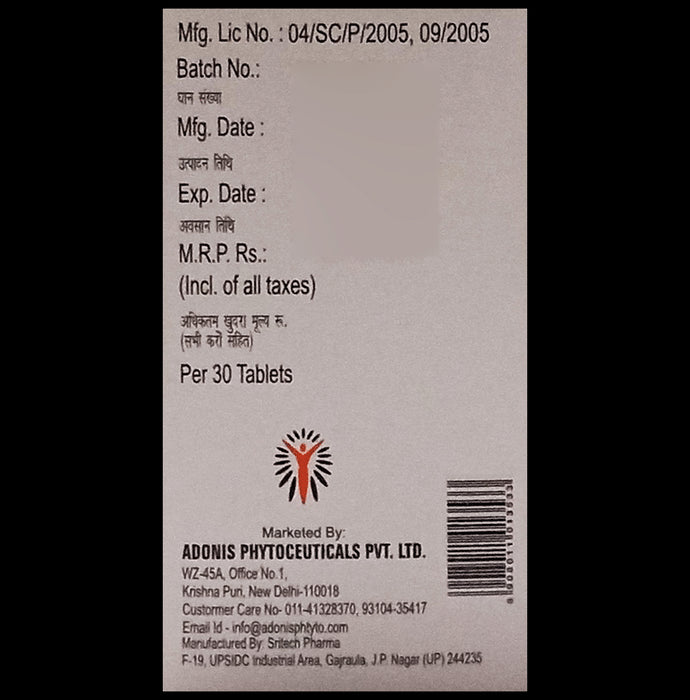 Mfg. Lic No. : 04/SC/P/2005, 09/2005
Batch No.:
घान संख्या
Mfg. Date :
उत्पादन तिथि
Exp. Date :
अवसान तिथि
M.R.P. Rs.:
(Incl. of all taxes)
अधिकतम खुदरा मूल्य रू.
(सभी करों सहित)
Per 30 Tablets
Marketed By:
ADONIS PHYTOCEUTICALS PVT. LTD.
WZ-45A, Office No.1,
Krishna Puri, New Delhi-110018
Custormer Care No- 011-41328370, 93104-35417
Email Id - info@adonisphtyto.com
Manufactured By: Sritech Pharma
F-19, UPSIDC Industrial Area, Gajraula, J.P. Nagar (UP) 244235